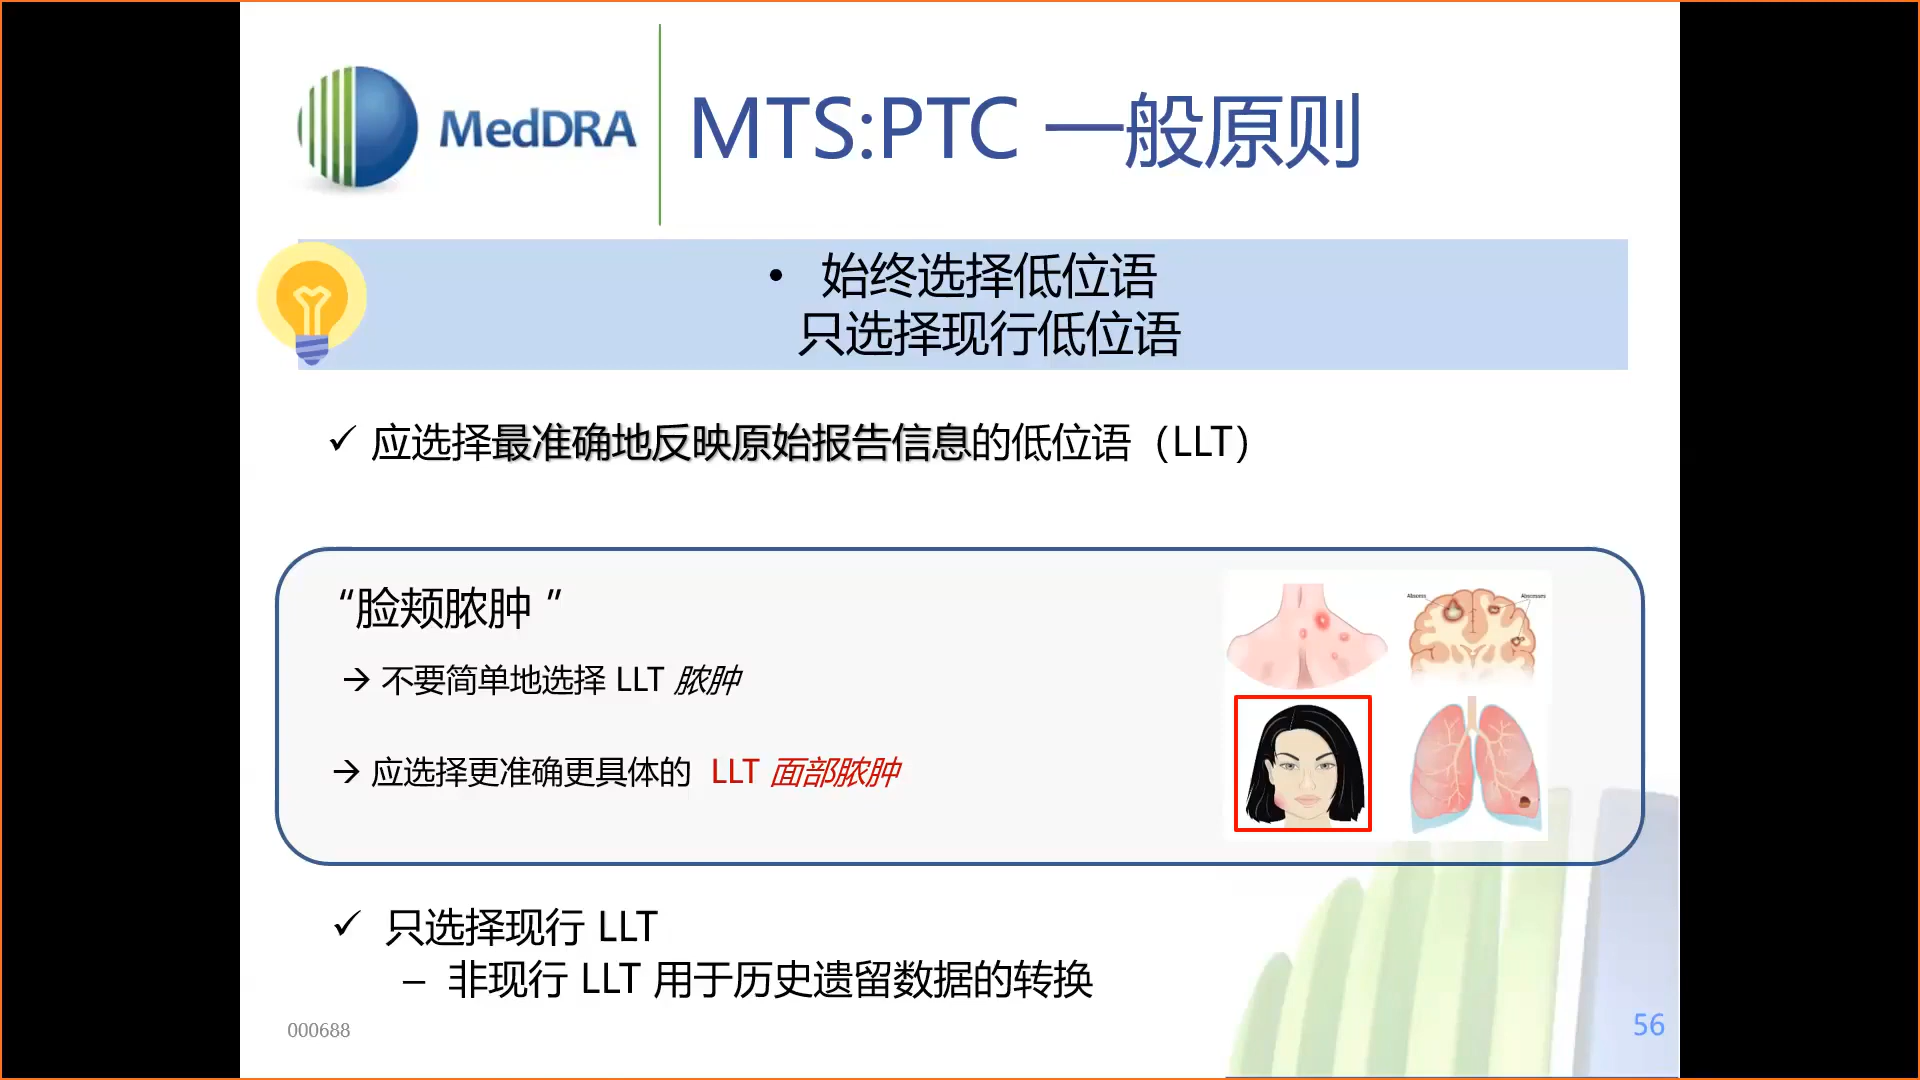 MedDRA
MTS:PTC 一般原则
• 始终选择低位语
只选择现行低位语
✓ 应选择最准确地反映原始报告信息的低位语（LLT）
“脸颊脓肿 ”
→ 不要简单地选择 LLT 脓肿
→ 应选择更准确更具体的 LLT 面部脓肿
✓ 只选择现行 LLT
– 非现行 LLT 用于历史遗留数据的转换
000688
56